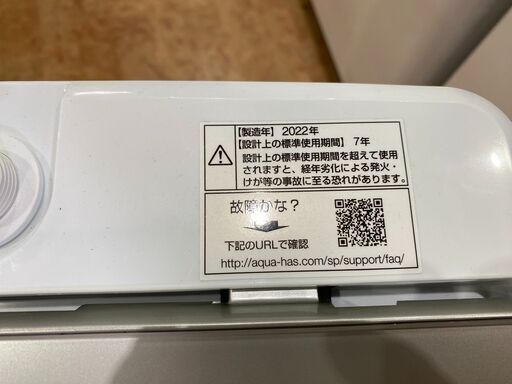 【製造年】2022年
【設計上の標準使用期間】7年
設計上の標準使用期間を超えて使用
されますと、経年劣化による発火・
けが等の事故に至る恐れがあります。
故障かな？
下記のURLで確認
http://aqua-has.com/sp/support/faq/